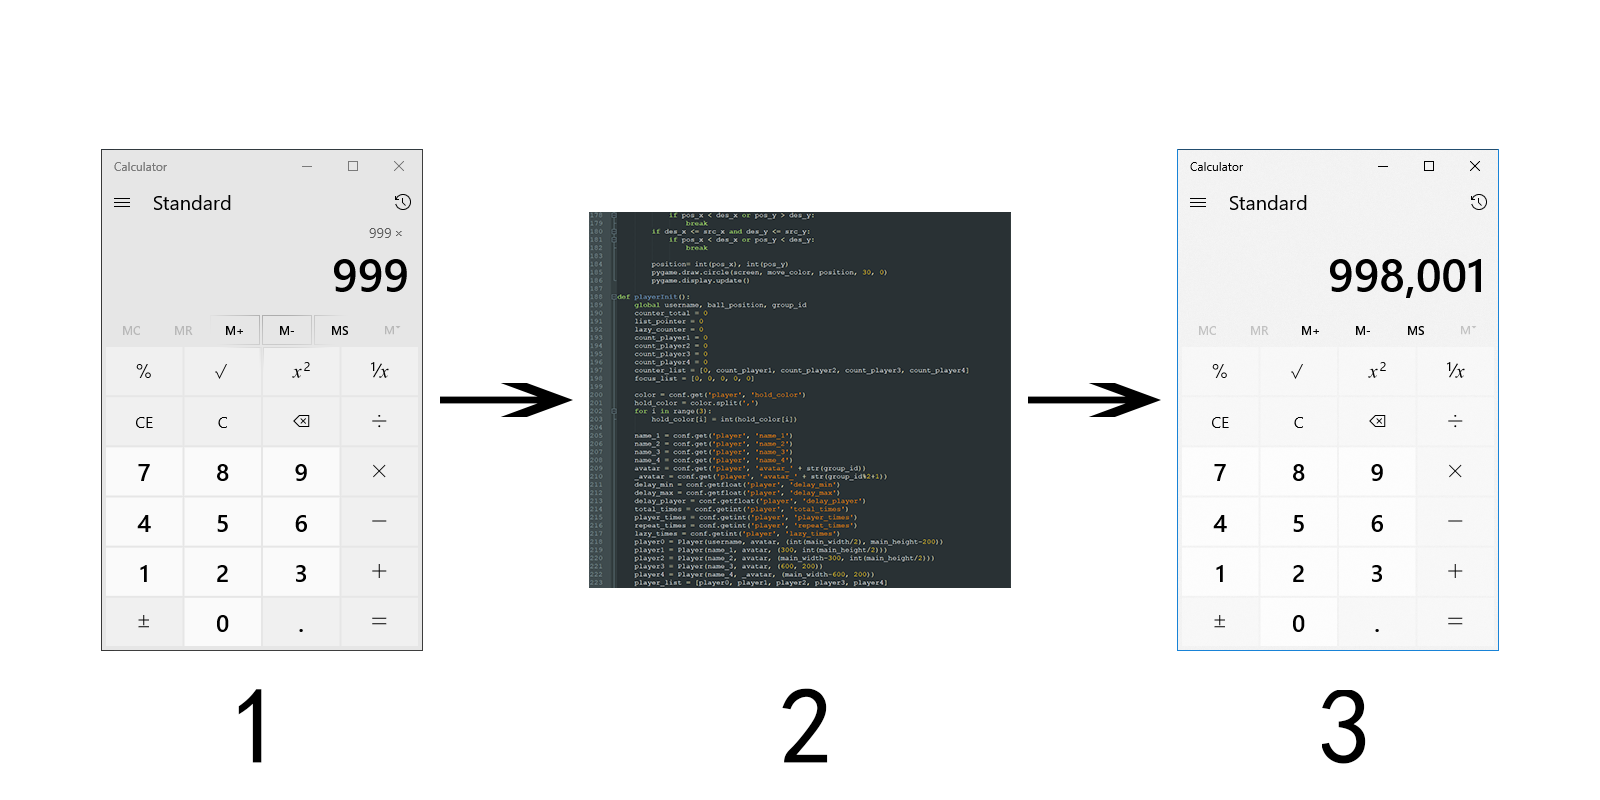 Calculator
Standard
999 ×
999
MC MR M+ M- MS M˅
% √ x² ¹/x
CE C ÷
7 8 9 ×
4 5 6 −
1 2 3 +
± 0 . =
1
178 if pos_x < des_x or pos_y > des_y:
179 break
180 if des_x <= src_x and des_y <= src_y:
181 if pos_x < des_x or pos_y < des_y:
182 break
183
184 position= int(pos_x), int(pos_y)
185 pygame.draw.circle(screen, move_color, position, 30, 0)
186 pygame.display.update()
187
188 def playerInit():
189 global username, ball_position, group_id
190 counter_total = 0
191 list_pointer = 0
192 lazy_counter = 0
193 count_player1 = 0
194 count_player2 = 0
195 count_player3 = 0
196 count_player4 = 0
197 counter_list = [0, count_player1, count_player2, count_player3, count_player4]
198 focus_list = [0, 0, 0, 0, 0]
199
200 color = conf.get('player', 'hold_color')
201 hold_color = color.split(',')
202 for i in range(3):
203 hold_color[i] = int(hold_color[i])
204
205 name_1 = conf.get('player', 'name_1')
206 name_2 = conf.get('player', 'name_2')
207 name_3 = conf.get('player', 'name_3')
208 name_4 = conf.get('player', 'name_4')
209 avatar = conf.get('player', 'avatar_' + str(group_id))
210 _avatar = conf.get('player', 'avatar_' + str(group_id%2+1))
211 delay_min = conf.getfloat('player', 'delay_min')
212 delay_max = conf.getfloat('player', 'delay_max')
213 delay_player = conf.getfloat('player', 'delay_player')
214 total_times = conf.getint('player', 'total_times')
215 player_times = conf.getint('player', 'player_times')
216 repeat_times = conf.getint('player', 'repeat_times')
217 lazy_times = conf.getint('player', 'lazy_times')
218 player0 = Player(username, avatar, (int(main_width/2), main_height-200))
219 player1 = Player(name_1, avatar, (300, int(main_height/2)))
220 player2 = Player(name_2, avatar, (main_width-300, int(main_height/2)))
221 player3 = Player(name_3, avatar, (600, 200))
222 player4 = Player(name_4, _avatar, (main_width-600, 200))
223 player_list = [player0, player1, player2, player3, player4]
2
Calculator
Standard
998,001
MC MR M+ M- MS M˅
% √ x² ¹/x
CE C ÷
7 8 9 ×
4 5 6 −
1 2 3 +
± 0 . =
3